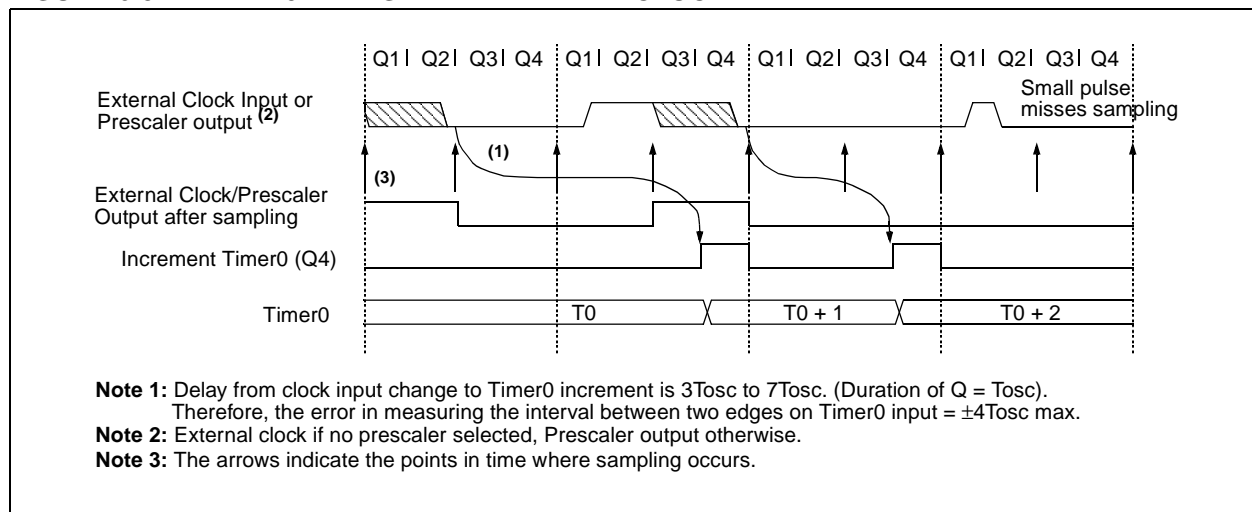 Q1| Q2| Q3| Q4 Q1| Q2| Q3| Q4 Q1| Q2| Q3| Q4 Q1| Q2| Q3| Q4
External Clock Input or
Prescaler output (2)
Small pulse
misses sampling
(1)
(3)
External Clock/Prescaler
Output after sampling
Increment Timer0 (Q4)
Timer0
T0 T0 + 1 T0 + 2
Note 1: Delay from clock input change to Timer0 increment is 3Tosc to 7Tosc. (Duration of Q = Tosc).
Therefore, the error in measuring the interval between two edges on Timer0 input = ±4Tosc max.
Note 2: External clock if no prescaler selected, Prescaler output otherwise.
Note 3: The arrows indicate the points in time where sampling occurs.